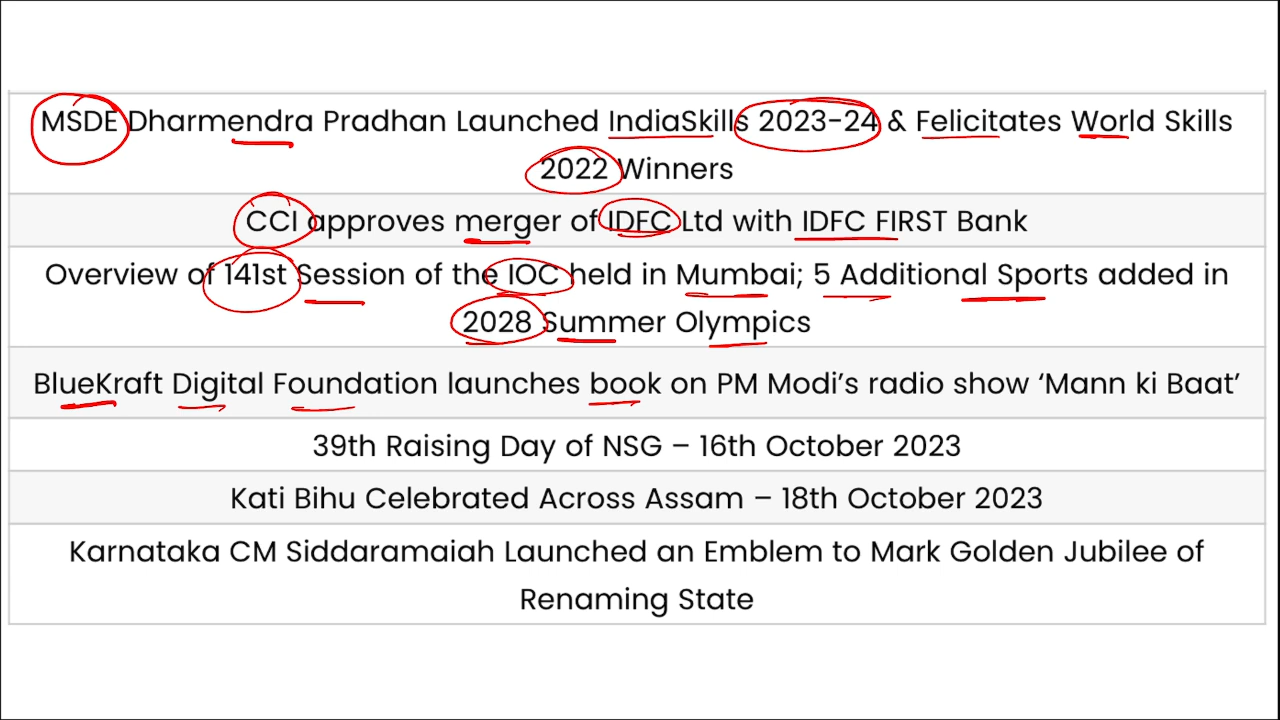 MSDE Dharmendra Pradhan Launched IndiaSkills 2023-24 & Felicitates World Skills
2022 Winners
CCI approves merger of IDFC Ltd with IDFC FIRST Bank
Overview of 141st Session of the IOC held in Mumbai; 5 Additional Sports added in
2028 Summer Olympics
BlueKraft Digital Foundation launches book on PM Modi’s radio show ‘Mann ki Baat’
39th Raising Day of NSG – 16th October 2023
Kati Bihu Celebrated Across Assam – 18th October 2023
Karnataka CM Siddaramaiah Launched an Emblem to Mark Golden Jubilee of
Renaming State